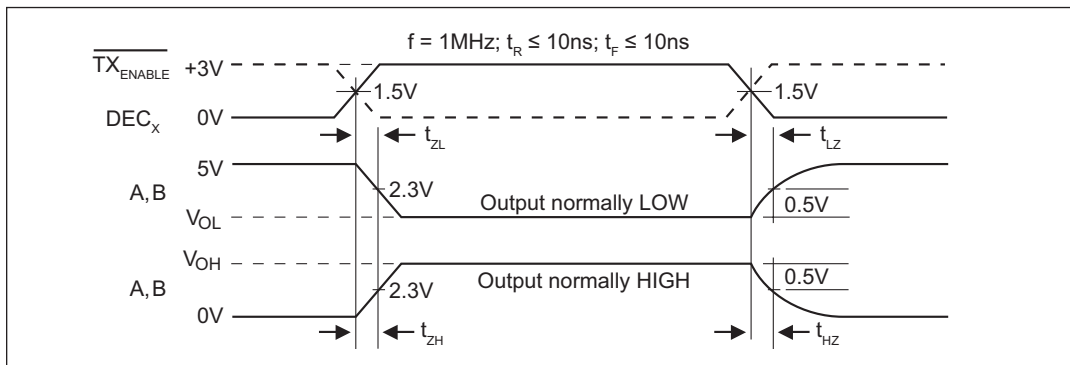 f = 1MHz; tR ≤ 10ns; tF ≤ 10ns
TXENABLE
+3V
1.5V
1.5V
DECX
0V
tZL
tLZ
5V
A,B
2.3V
Output normally LOW
0.5V
VOL
VOH
A,B
2.3V
Output normally HIGH
0.5V
0V
tZH
tHZ